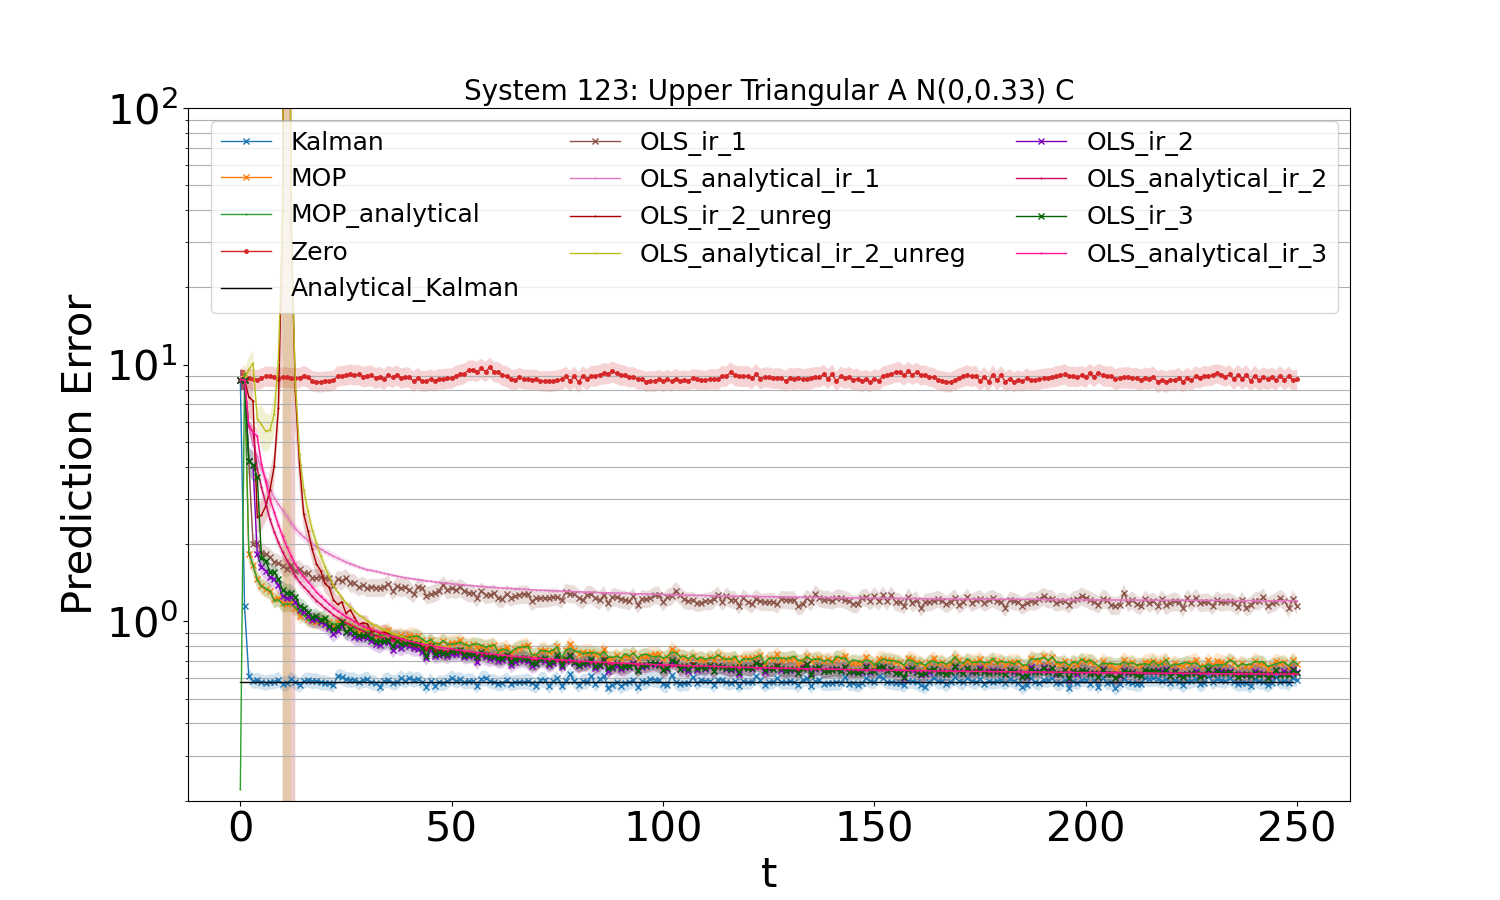 System 123: Upper Triangular A N(0,0.33) C
Kalman
MOP
MOP_analytical
Zero
Analytical_Kalman
OLS_ir_1
OLS_analytical_ir_1
OLS_ir_2_unreg
OLS_analytical_ir_2_unreg
OLS_ir_2
OLS_analytical_ir_2
OLS_ir_3
OLS_analytical_ir_3
Prediction Error
10²
10¹
10⁰
0 50 100 150 200 250
t